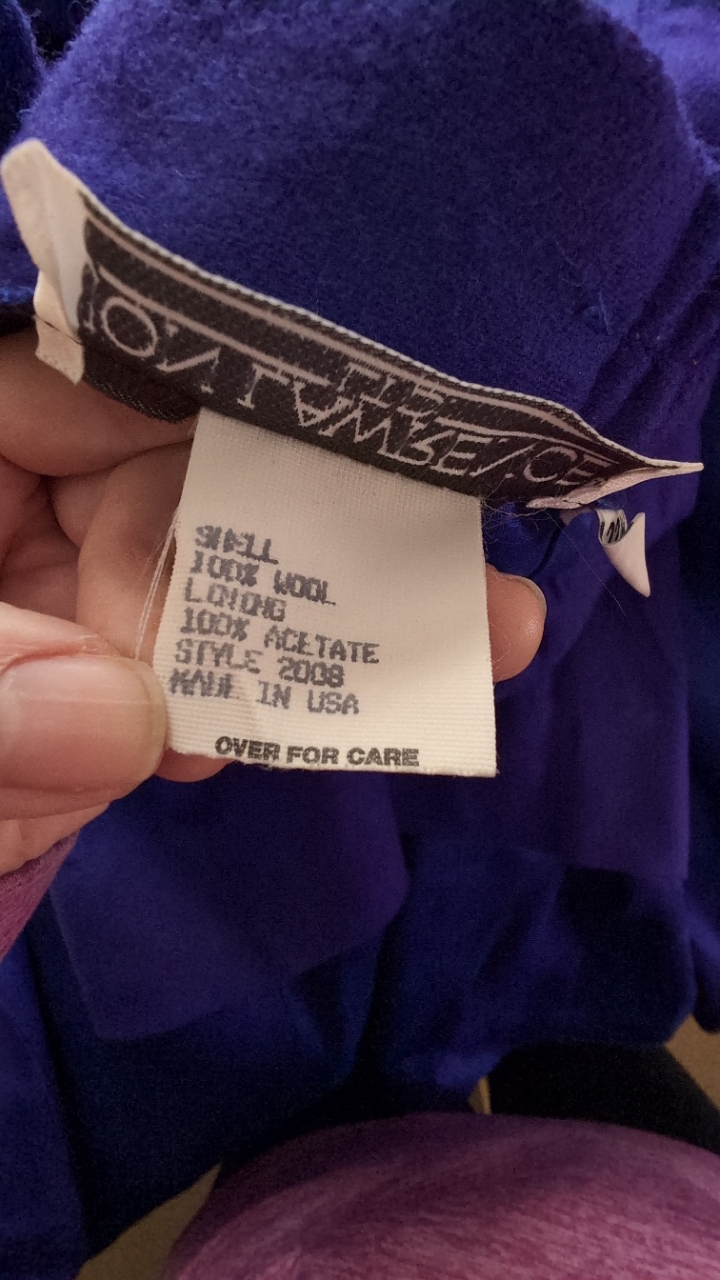 SHELL
100% WOOL
LINING
100% ACETATE
STYLE 2008
MADE IN USA
OVER FOR CARE